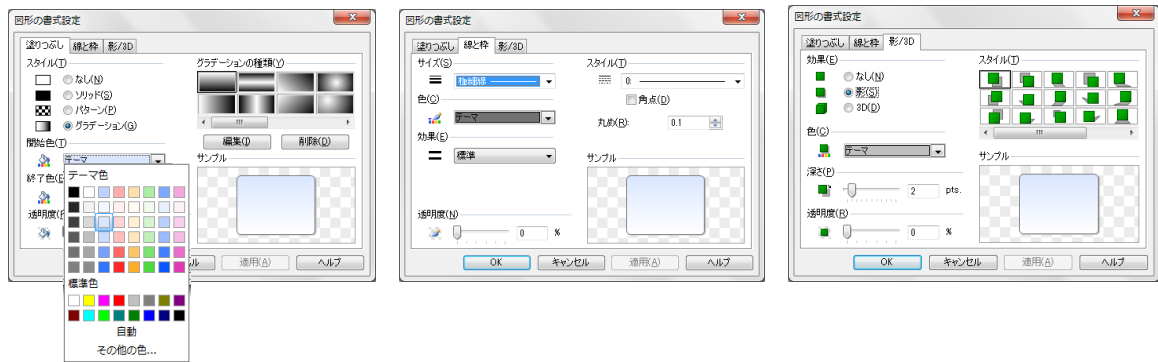 図形の書式設定
塗りつぶし 線と枠 影/3D
スタイル(T)
なし(N)
ソリッド(S)
パターン(P)
グラデーション(G)
グラデーションの種類(Y)
編集(I) 削除(D)
開始色(T)
テーマ
終了色(E
透明度(
サンプル
テーマ色
標準色
自動
その他の色...
ル 適用(A) ヘルプ
図形の書式設定
塗りつぶし 線と枠 影/3D
サイズ(S)
極細線
色(C)
テーマ
効果(E)
標準
透明度(N)
0 %
スタイル(T)
0:
角点(D)
丸め(R): 0.1
サンプル
OK キャンセル 適用(A) ヘルプ
図形の書式設定
塗りつぶし 線と枠 影/3D
効果(E)
なし(N)
影(S)
3D(D)
色(C)
テーマ
深さ(P)
2 pts.
透明度(R)
0 %
スタイル(T)
サンプル
OK キャンセル 適用(A) ヘルプ